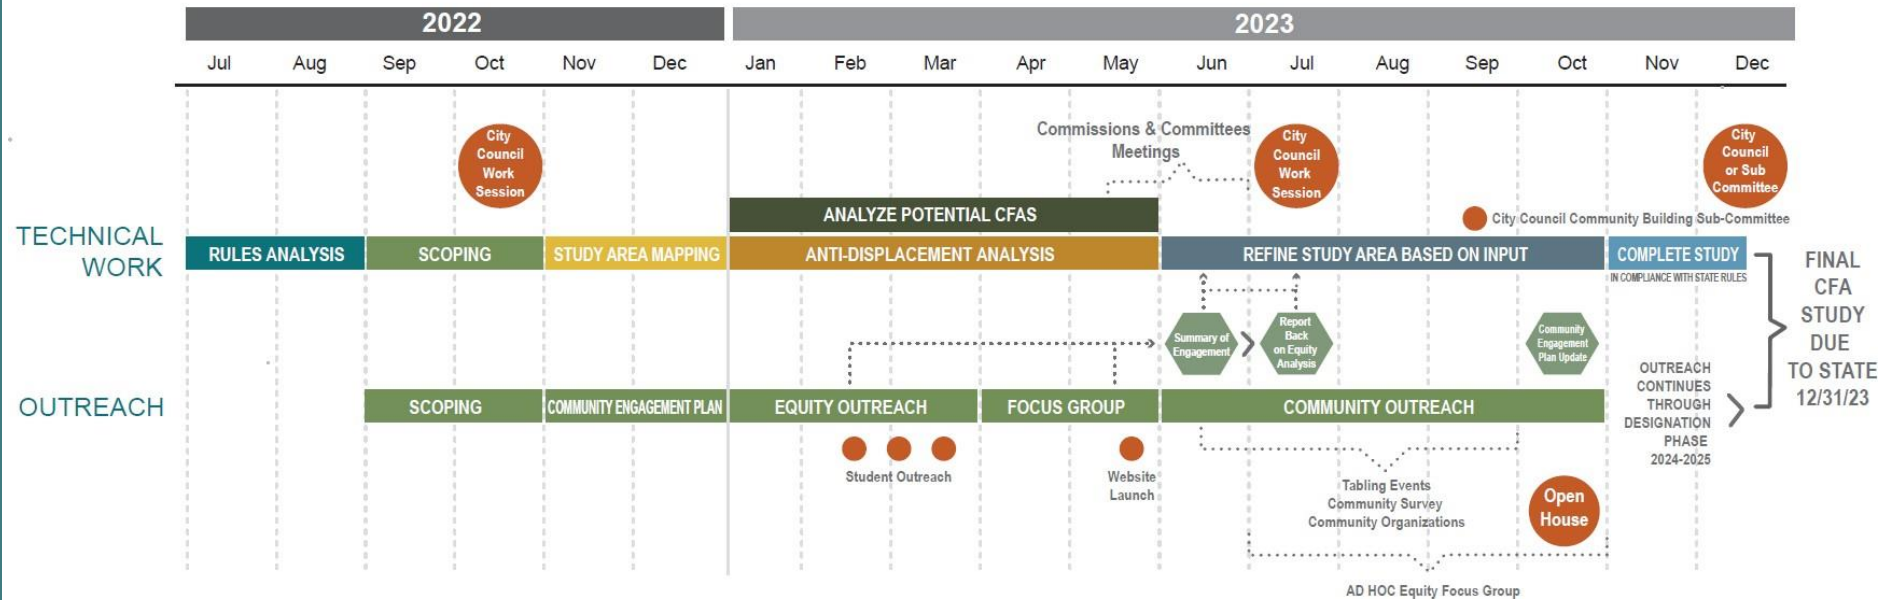 2022
2023
Jul Aug Sep Oct Nov Dec Jan Feb Mar Apr May Jun Jul Aug Sep Oct Nov Dec
City
Council
Work
Session
Commissions & Committees
Meetings
City
Council
Work
Session
City
Council
or Sub
Committee
ANALYZE POTENTIAL CFAS
City Council Community Building Sub-Committee
TECHNICAL
WORK
RULES ANALYSIS
SCOPING
STUDY AREA MAPPING
ANTI-DISPLACEMENT ANALYSIS
REFINE STUDY AREA BASED ON INPUT
COMPLETE STUDY
IN COMPLIANCE WITH STATE RULES
FINAL
CFA
STUDY
DUE
TO STATE
12/31/23
Summary of
Engagement
Report
Back
on Equity
Analysis
Community
Engagement
Plan Update
OUTREACH
SCOPING
COMMUNITY ENGAGEMENT PLAN
EQUITY OUTREACH
FOCUS GROUP
COMMUNITY OUTREACH
OUTREACH
CONTINUES
THROUGH
DESIGNATION
PHASE
2024-2025
Student Outreach
Website
Launch
Tabling Events
Community Survey
Community Organizations
Open
House
AD HOC Equity Focus Group